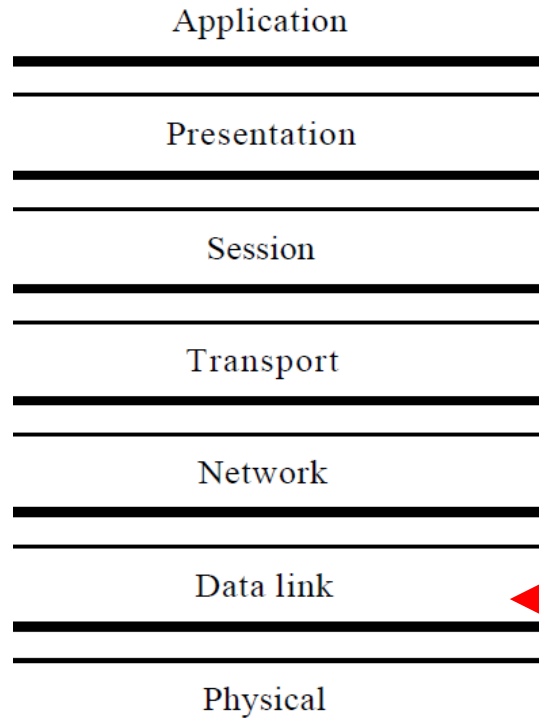 Application
Presentation
Session
Transport
Network
Data link
Physical